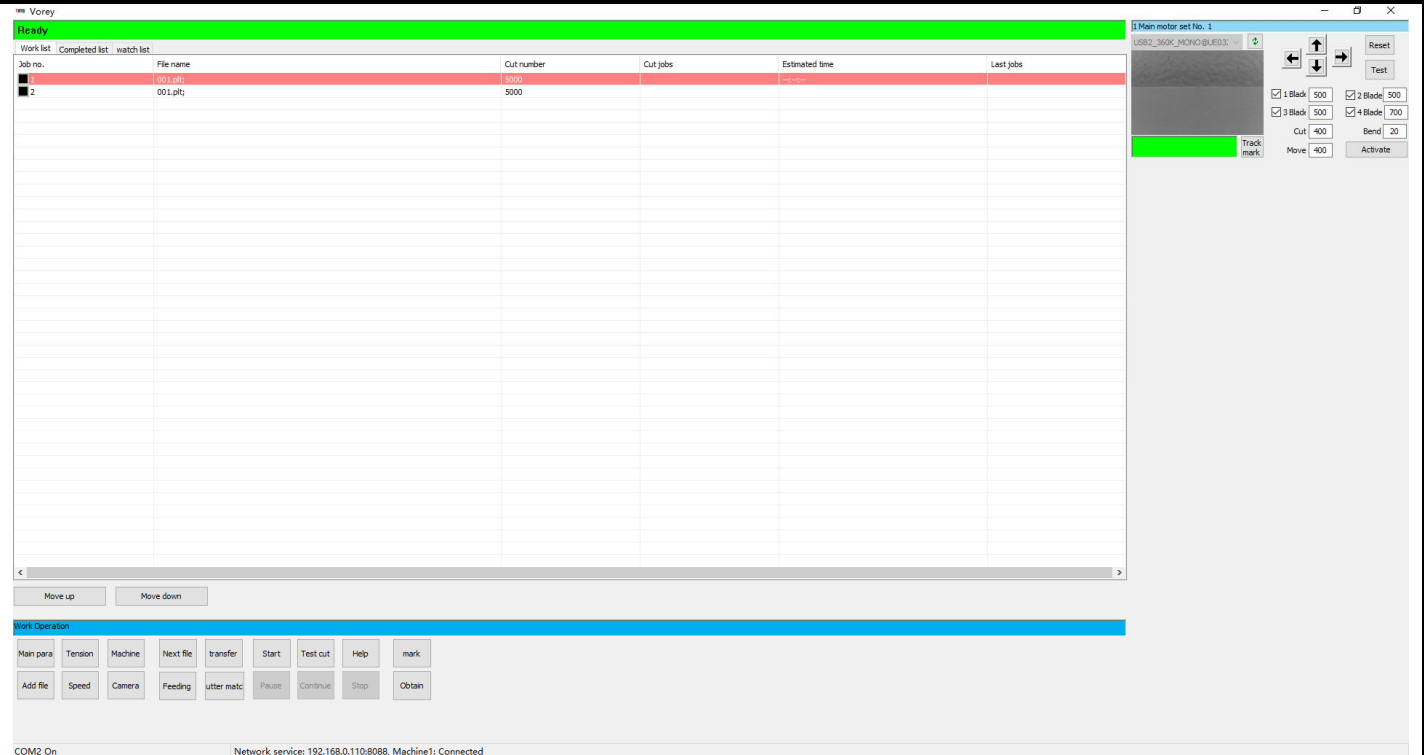 Vorey
Ready
Work list Completed list watch list
Job no. File name Cut number Cut jobs Estimated time Last jobs
1 001.plt; 5000 --:--:--
2 001.plt; 5000
Move up Move down
1 Main motor set No. 1
USB2_360K_MONO@UE03:
Reset
Test
1 Blade 500 2 Blade 500
3 Blade 500 4 Blade 700
Cut 400 Bend 20
Track mark
Move 400 Activate
Work Operation
Main para Tension Machine Next file transfer Start Test cut Help mark
Add file Speed Camera Feeding utter matc Pause Continue Stop Obtain
COM2 On Network service: 192.168.0.110:8088, Machine1: Connected